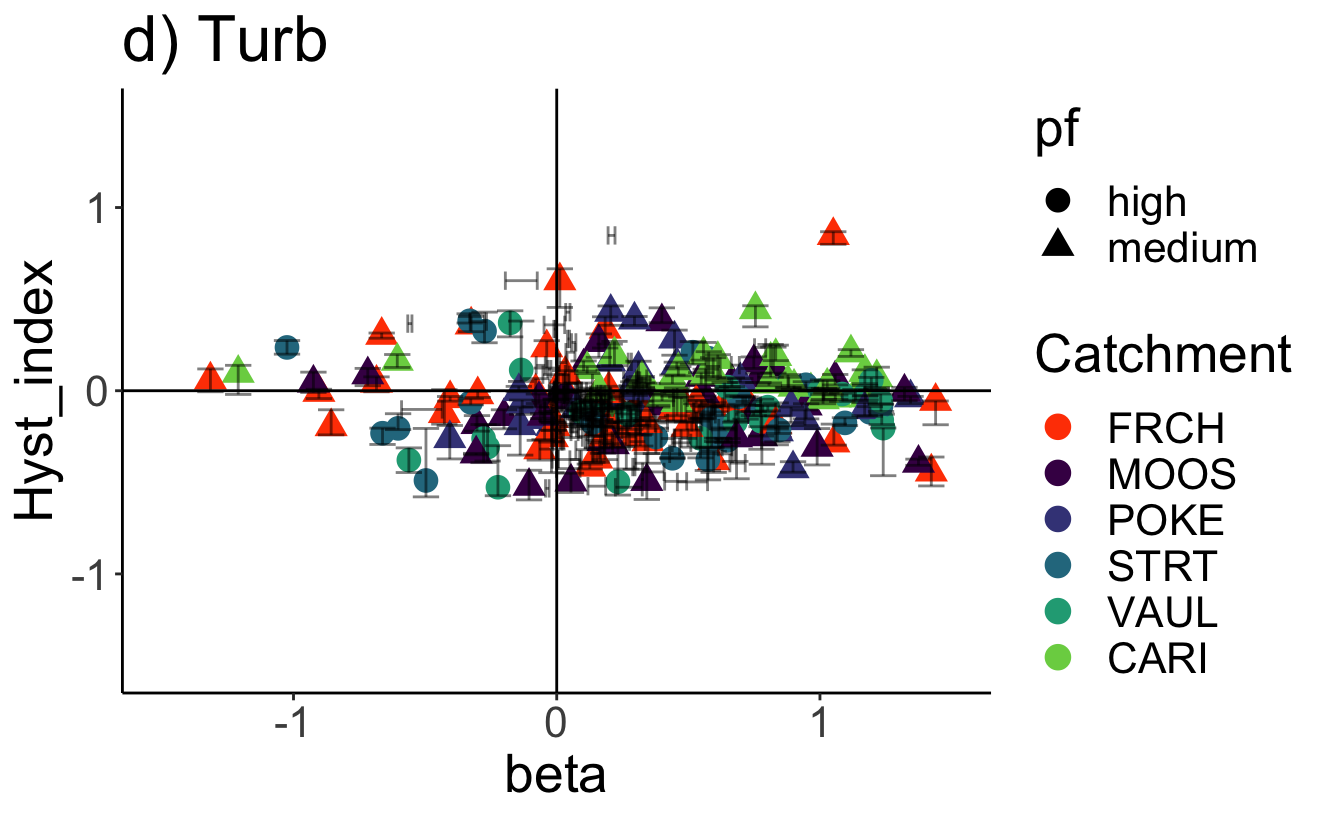 d) Turb
Hyst_index
1
0
-1
-1
0
1
beta
pf
high
medium
Catchment
FRCH
MOOS
POKE
STRT
VAUL
CARI